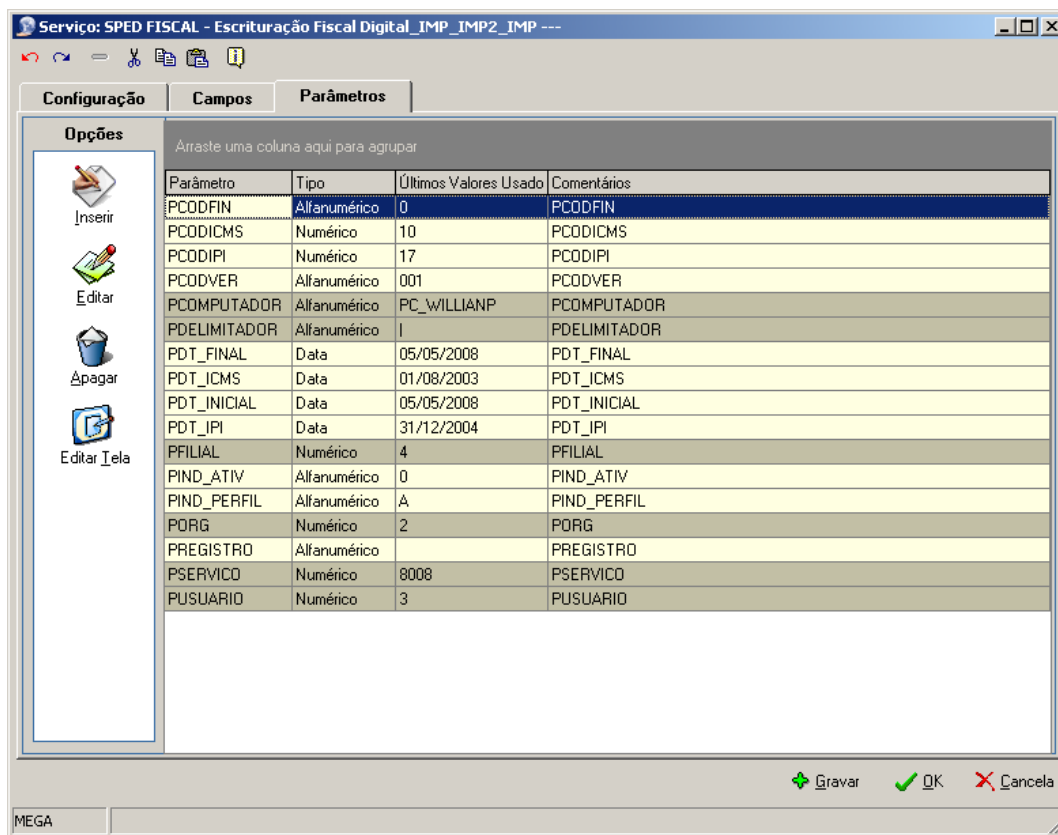 Serviço: SPED FISCAL - Escrituração Fiscal Digital_IMP_IMP2_IMP ---
Configuração Campos Parâmetros
Opções
Inserir
Editar
Apagar
Editar Tela
Arraste uma coluna aqui para agrupar
Parâmetro Tipo Últimos Valores Usado Comentários
PCODFIN Alfanumérico 0 PCODFIN
PCODICMS Numérico 10 PCODICMS
PCODIPI Numérico 17 PCODIPI
PCODVER Alfanumérico 001 PCODVER
PCOMPUTADOR Alfanumérico PC_WILLIANP PCOMPUTADOR
PDELIMITADOR Alfanumérico | PDELIMITADOR
PDT_FINAL Data 05/05/2008 PDT_FINAL
PDT_ICMS Data 01/08/2003 PDT_ICMS
PDT_INICIAL Data 05/05/2008 PDT_INICIAL
PDT_IPI Data 31/12/2004 PDT_IPI
PFILIAL Numérico 4 PFILIAL
PIND_ATIV Alfanumérico 0 PIND_ATIV
PIND_PERFIL Alfanumérico A PIND_PERFIL
PORG Numérico 2 PORG
PREGISTRO Alfanumérico PREGISTRO
PSERVICO Numérico 8008 PSERVICO
PUSUARIO Numérico 3 PUSUARIO
Gravar OK Cancela
MEGA